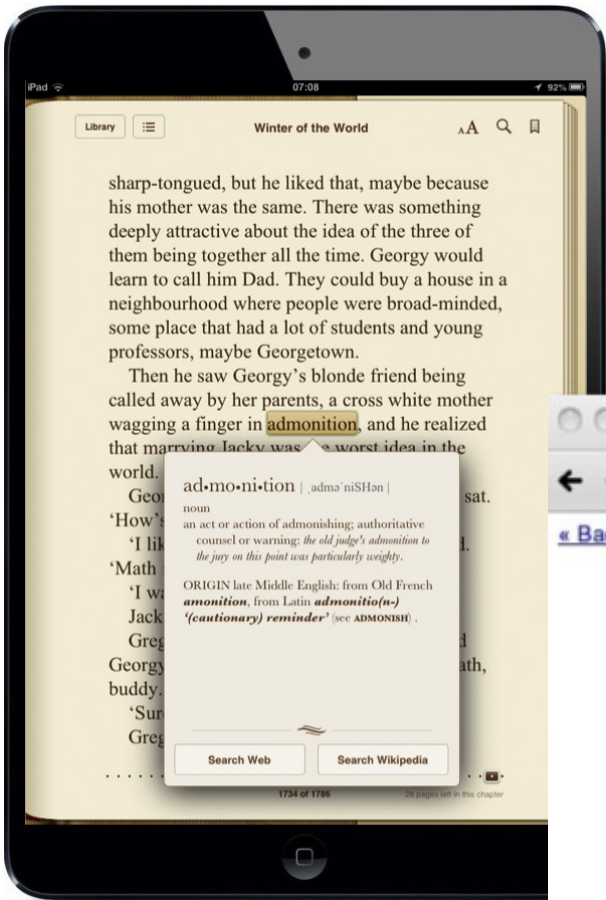 iPad 07:08 92%
Library Winter of the World AA
sharp-tongued, but he liked that, maybe because
his mother was the same. There was something
deeply attractive about the idea of the three of
them being together all the time. Georgy would
learn to call him Dad. They could buy a house in a
neighbourhood where people were broad-minded,
some place that had a lot of students and young
professors, maybe Georgetown.
Then he saw Georgy’s blonde friend being
called away by her parents, a cross white mother
wagging a finger in admonition, and he realized
that marrying Jacky was worst idea in the
world.
sat.
‘How’s
‘I
‘Math
‘I
Georgy
buddy.
ad•mo•ni•tion | ˌadməˈniSHən |
noun
an act or action of admonishing; authoritative
counsel or warning: the old judge's admonition to
the jury on this point was particularly weighty.
ORIGIN late Middle English: from Old French
amonition, from Latin admonitio(n-)
‘(cautionary) reminder’ (see ADMONISH) .
Search Web Search Wikipedia
1734 of 1786 28 pages left in this chapter
«